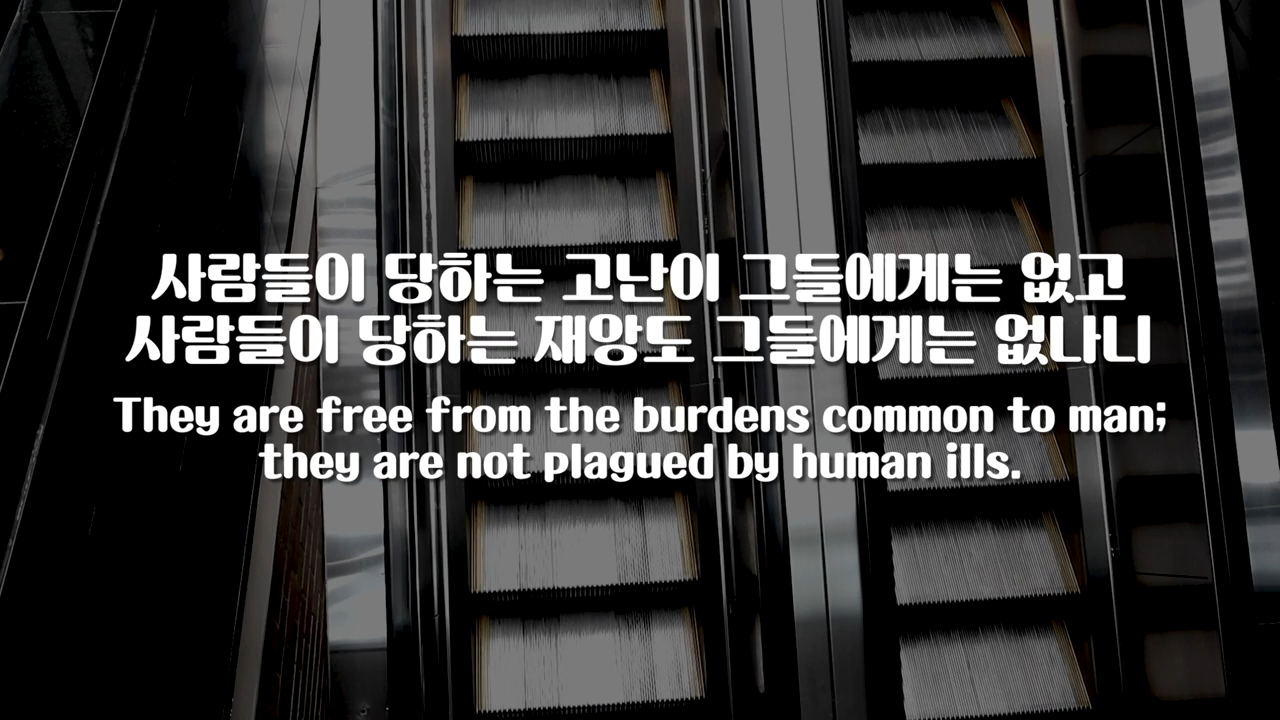 사람들이 당하는 고난이 그들에게는 없고
사람들이 당하는 재앙도 그들에게는 없나니
They are free from the burdens common to man;
they are not plagued by human ills.